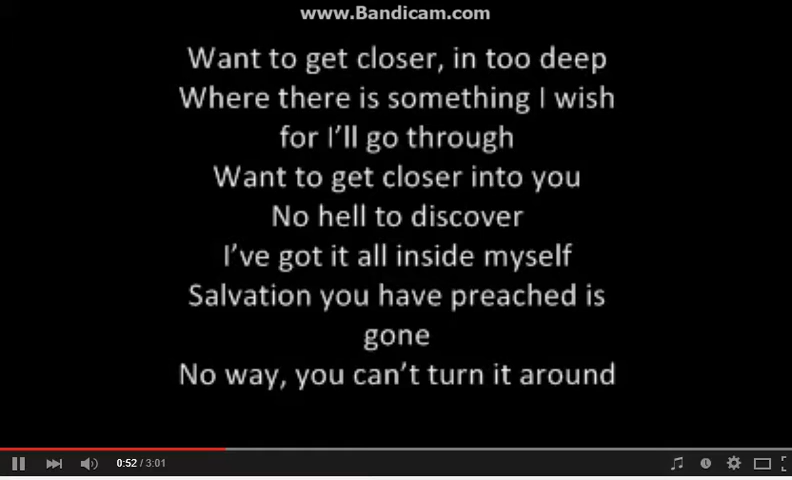 www.Bandicam.com
Want to get closer, in too deep
Where there is something I wish
for I’ll go through
Want to get closer into you
No hell to discover
I’ve got it all inside myself
Salvation you have preached is
gone
No way, you can’t turn it around
0:52 / 3:01